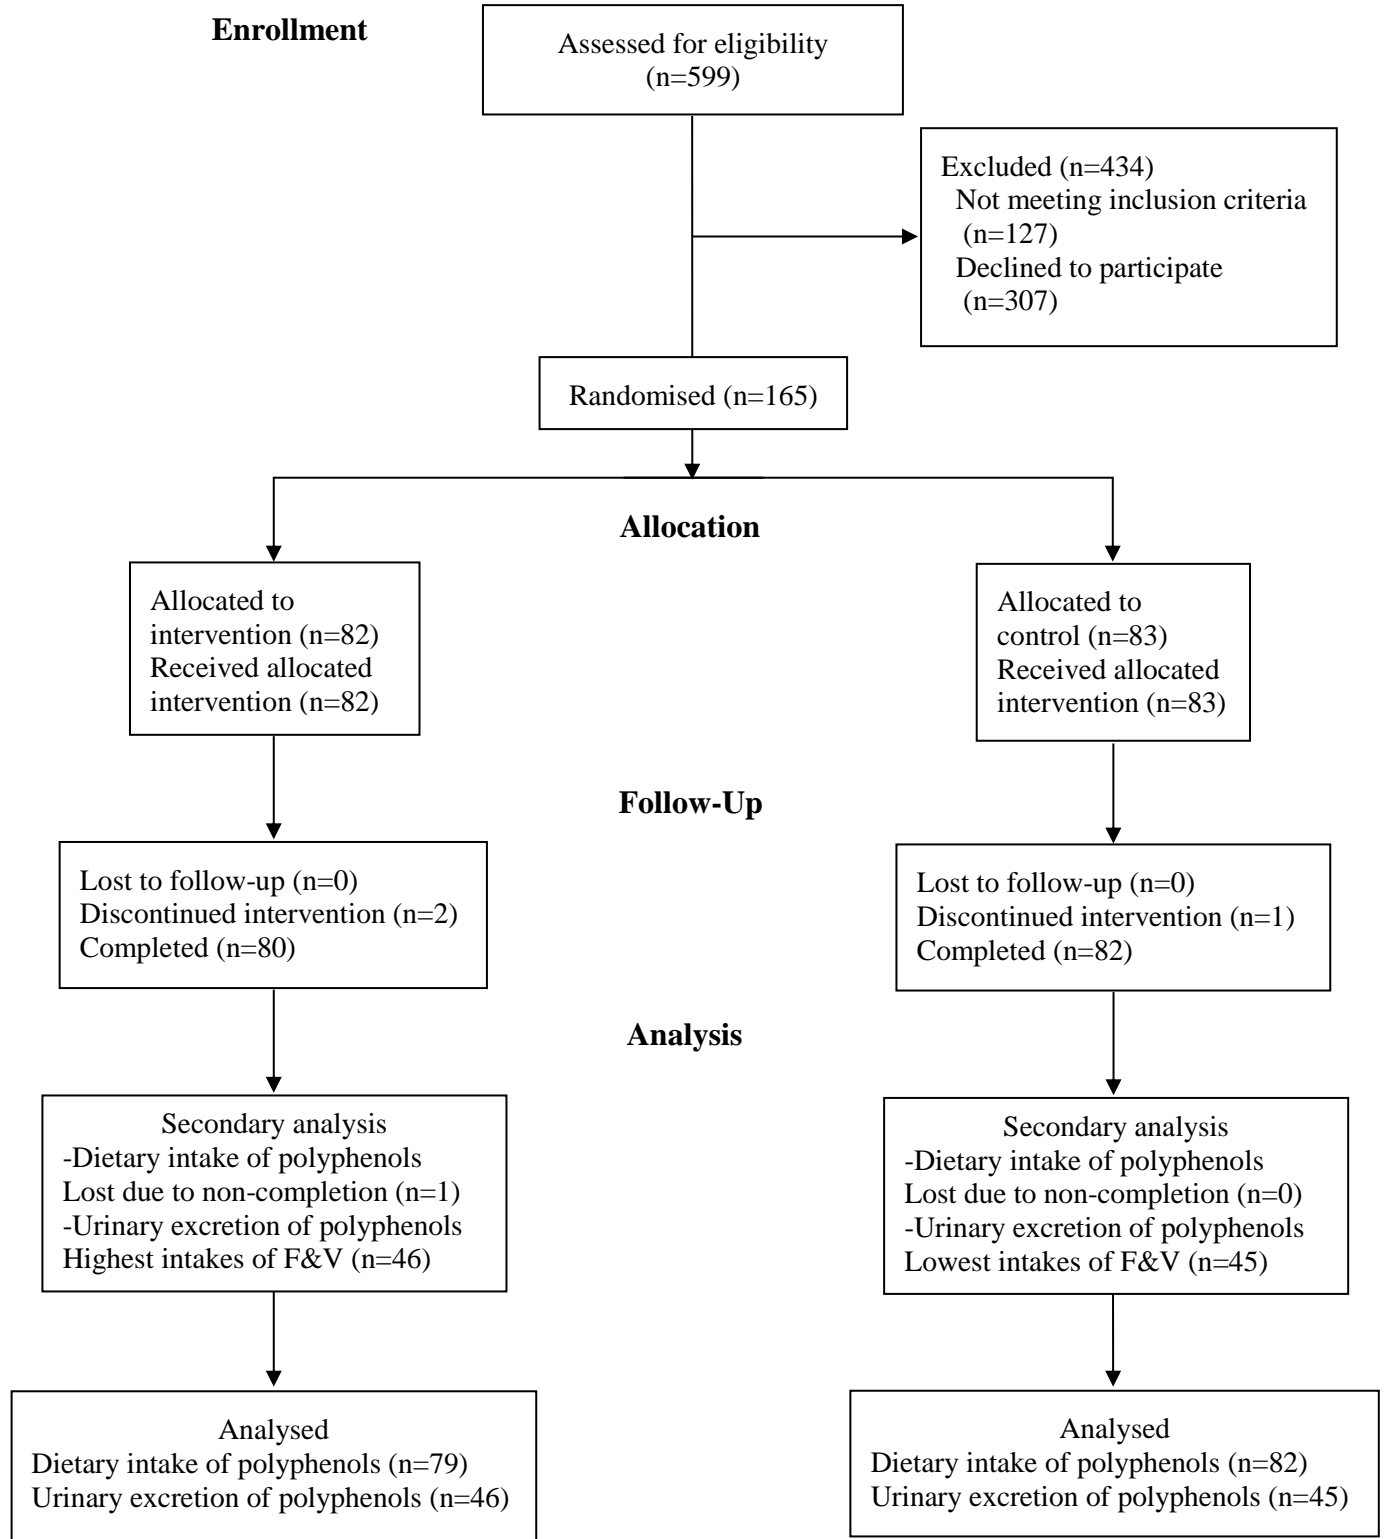 Enrollment
Assessed for eligibility
(n=599)
Excluded (n=434)
Not meeting inclusion criteria
(n=127)
Declined to participate
(n=307)
Randomised (n=165)
Allocation
Allocated to
intervention (n=82)
Received allocated
intervention (n=82)
Allocated to
control (n=83)
Received allocated
intervention (n=83)
Follow-Up
Lost to follow-up (n=0)
Discontinued intervention (n=2)
Completed (n=80)
Lost to follow-up (n=0)
Discontinued intervention (n=1)
Completed (n=82)
Analysis
Secondary analysis
-Dietary intake of polyphenols
Lost due to non-completion (n=1)
-Urinary excretion of polyphenols
Highest intakes of F&V (n=46)
Secondary analysis
-Dietary intake of polyphenols
Lost due to non-completion (n=0)
-Urinary excretion of polyphenols
Lowest intakes of F&V (n=45)
Analysed
Dietary intake of polyphenols (n=79)
Urinary excretion of polyphenols (n=46)
Analysed
Dietary intake of polyphenols (n=82)
Urinary excretion of polyphenols (n=45)